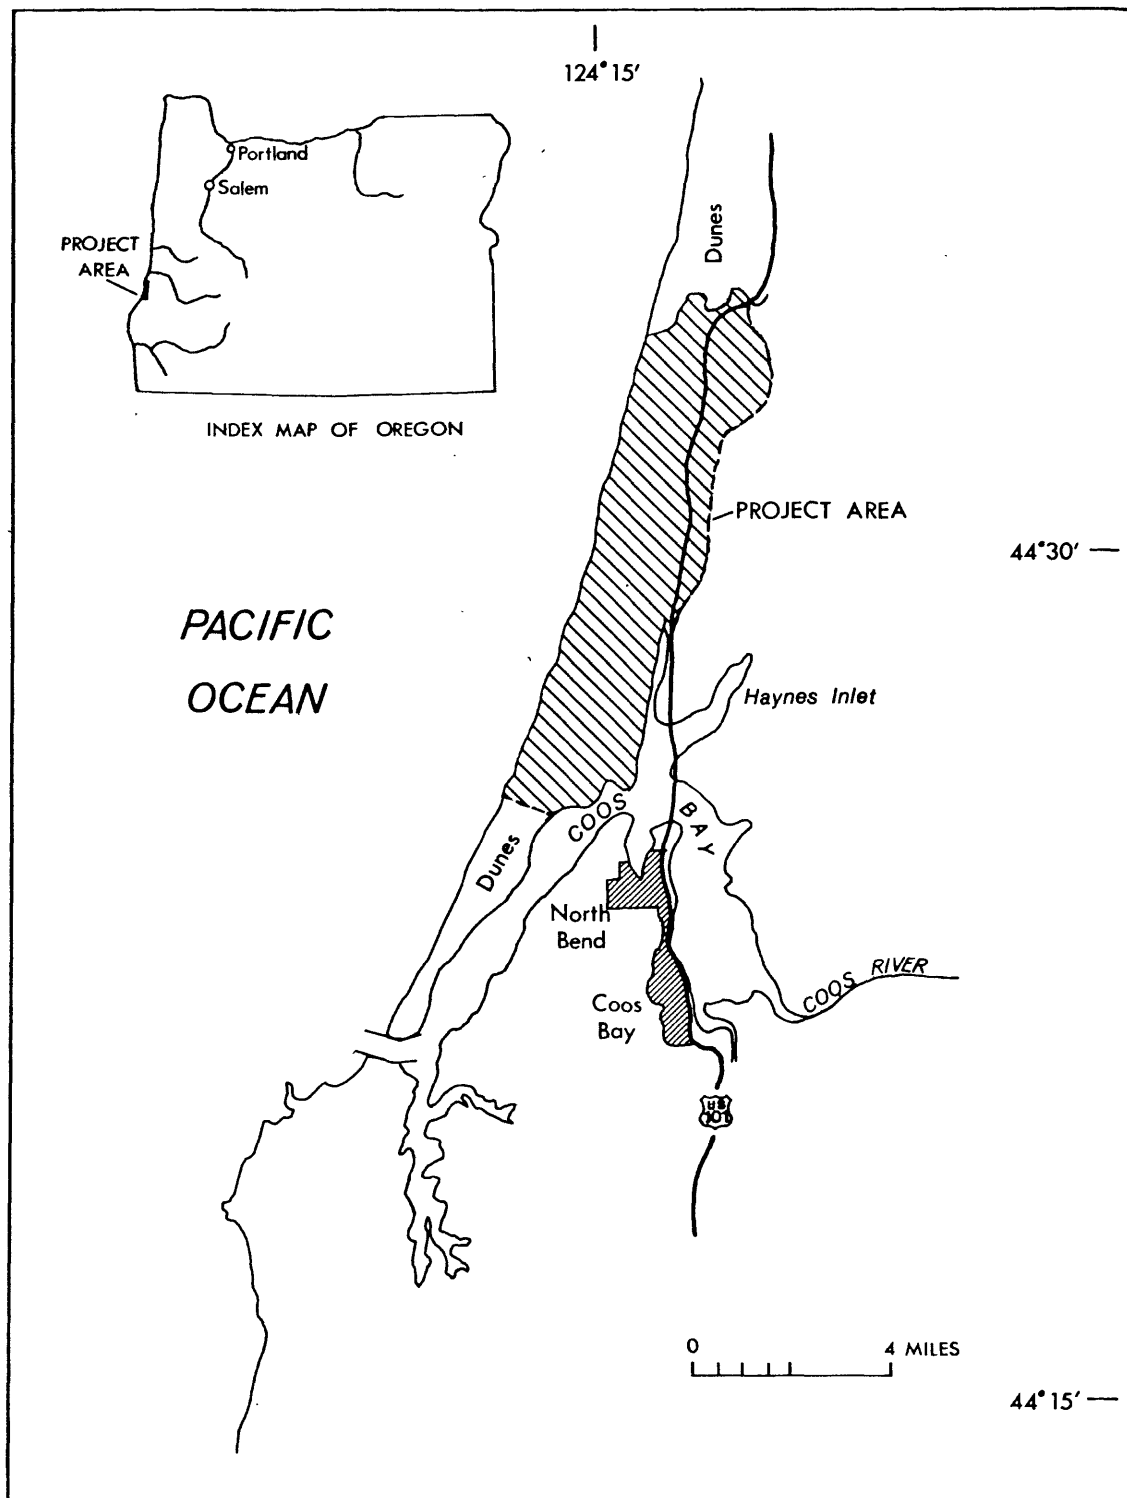 124°15'
Portland
Salem
PROJECT
AREA
INDEX MAP OF OREGON
Dunes
PROJECT AREA
44°30'
PACIFIC
OCEAN
Haynes Inlet
COOS
BAY
Dunes
North
Bend
COOS RIVER
Coos
Bay
US
101
0 4 MILES
44°15'